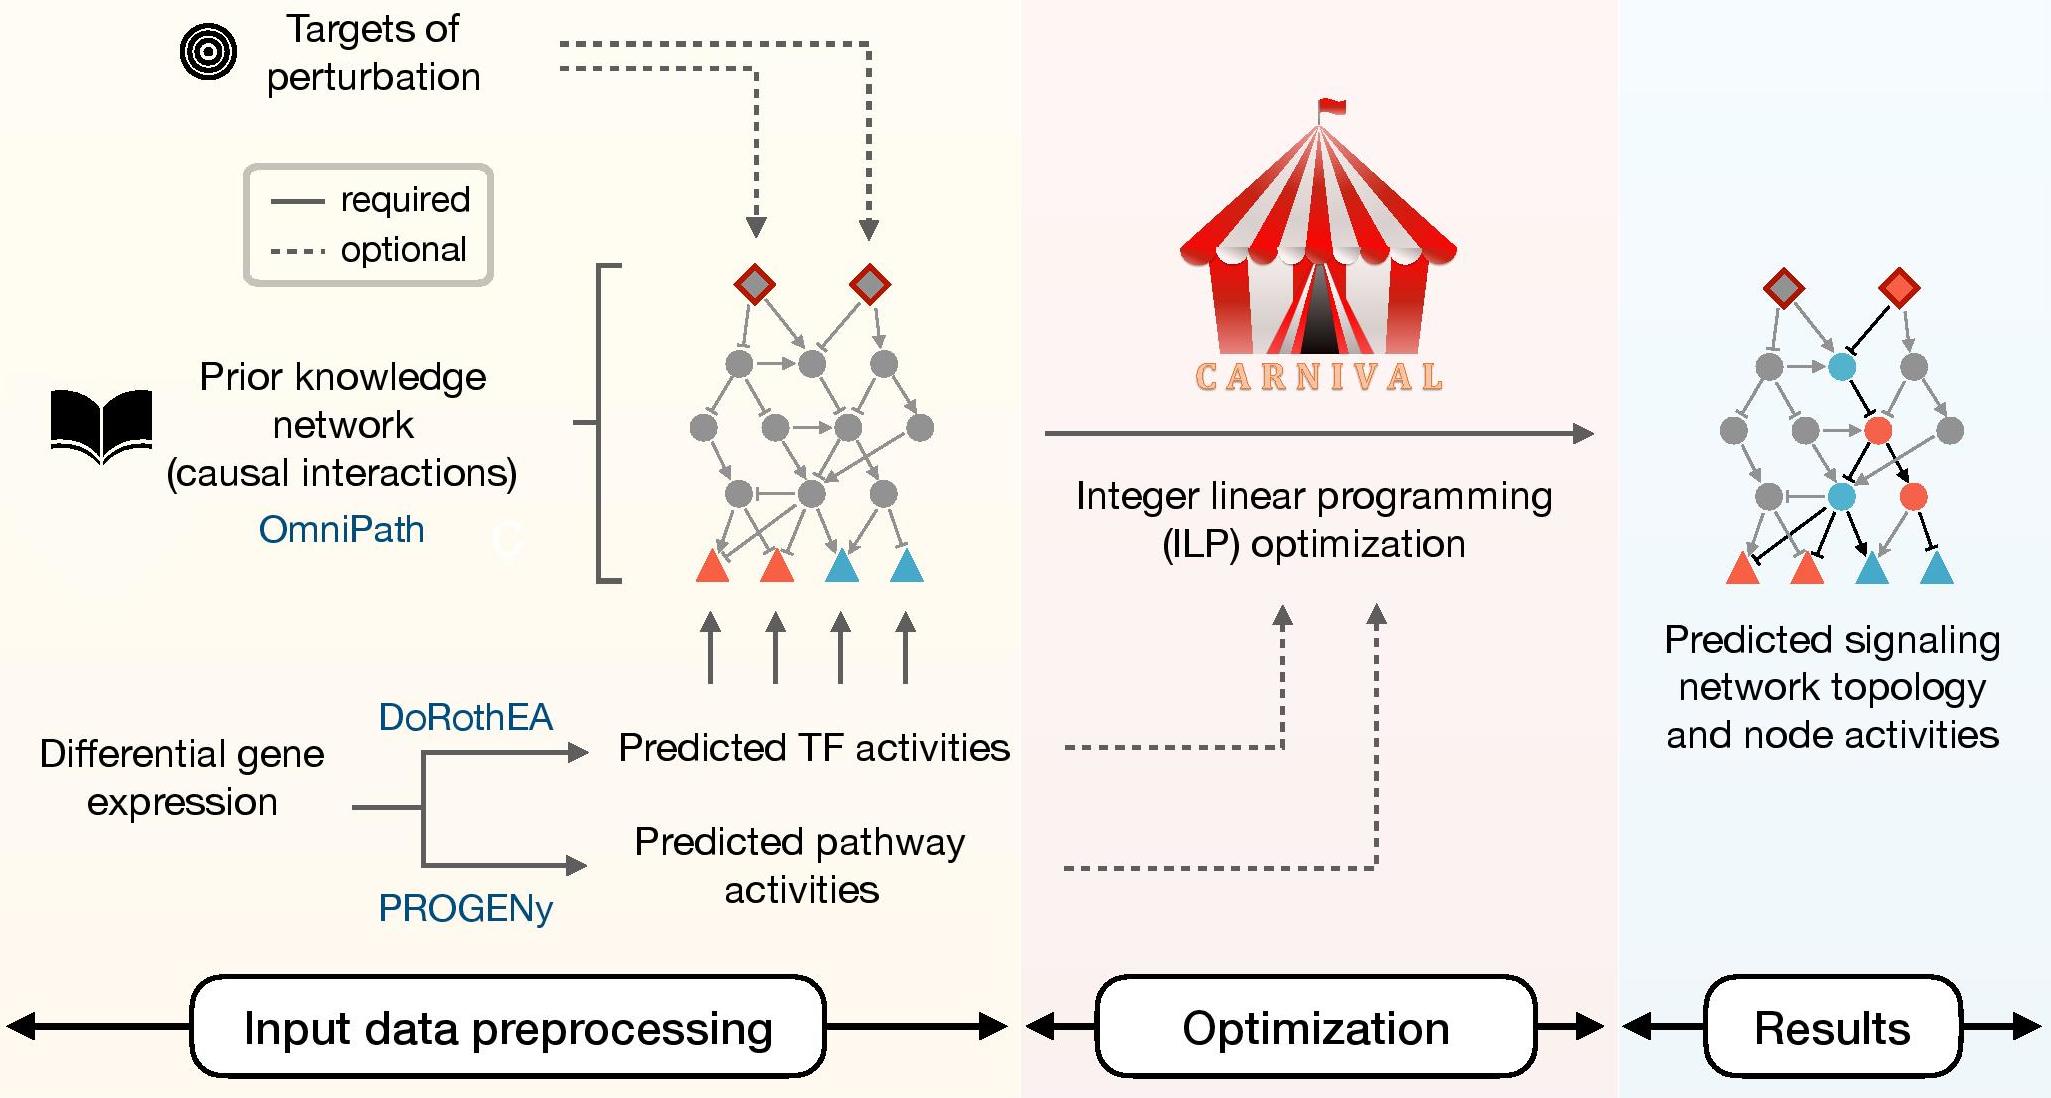 Targets of
perturbation
required
optional
Prior knowledge
network
(causal interactions)
OmniPath
C
Differential gene
expression
DoRothEA
PROGENy
Predicted TF activities
Predicted pathway
activities
CARNIVAL
Integer linear programming
(ILP) optimization
Predicted signaling
network topology
and node activities
Input data preprocessing
Optimization
Results